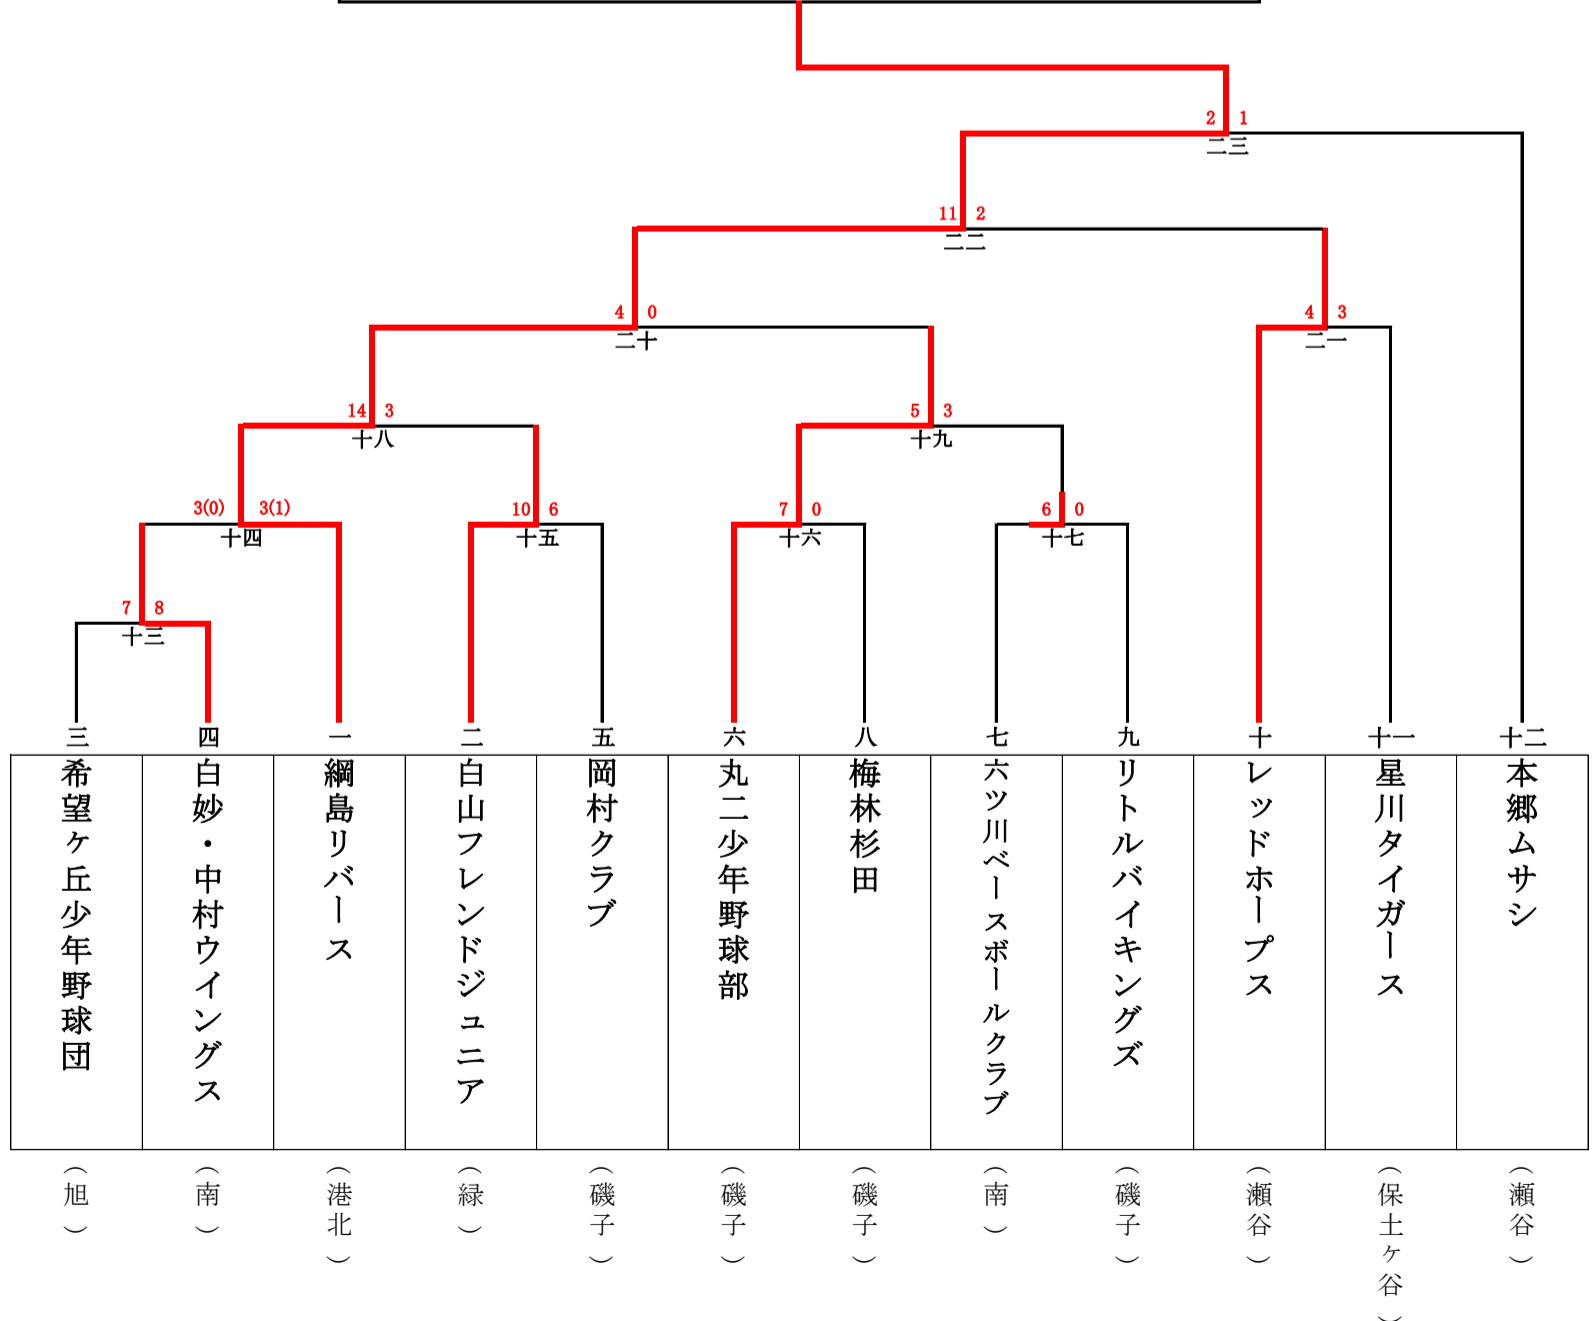 2 1
二三
11 2
二二
4 0
二十
4 3
二一
14 3
十八
5 3
十九
3(0) 3(1)
十四
10 6
十五
7 0
十六
6 0
十七
7 8
十三
三
四
一
二
五
六
八
七
九
十
十一
十二
希望ヶ丘少年野球団
白妙・中村ウイングス
綱島リバース
白山フレンドジュニア
岡村クラブ
丸二少年野球部
梅林杉田
六ツ川ベースボールクラブ
リトルバイキングズ
レッドホープス
星川タイガース
本郷ムサシ
（旭）
（南）
（港北）
（緑）
（磯子）
（磯子）
（磯子）
（南）
（磯子）
（瀬谷）
（保土ヶ谷）
（瀬谷）